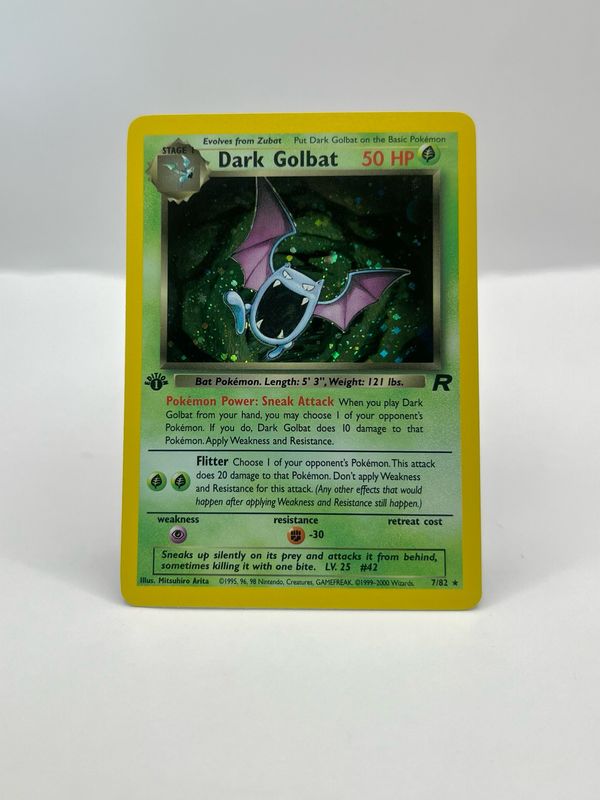 Evolves from Zubat Put Dark Golbat on the Basic Pokémon
STAGE 1
Dark Golbat 50 HP
EDITION
1
Bat Pokémon. Length: 5' 3", Weight: 121 lbs.
R
Pokémon Power: Sneak Attack When you play Dark
Golbat from your hand, you may choose 1 of your opponent's
Pokémon. If you do, Dark Golbat does 10 damage to that
Pokémon. Apply Weakness and Resistance.
Flitter Choose 1 of your opponent's Pokémon. This attack
does 20 damage to that Pokémon. Don't apply Weakness
and Resistance for this attack. (Any other effects that would
happen after applying Weakness and Resistance still happen.)
weakness resistance retreat cost
-30
Sneaks up silently on its prey and attacks it from behind,
sometimes killing it with one bite. LV. 25 #42
Illus. Mitsuhiro Arita ©1995, 96, 98 Nintendo, Creatures, GAMEFREAK. ©1999-2000 Wizards. 7/82 ★